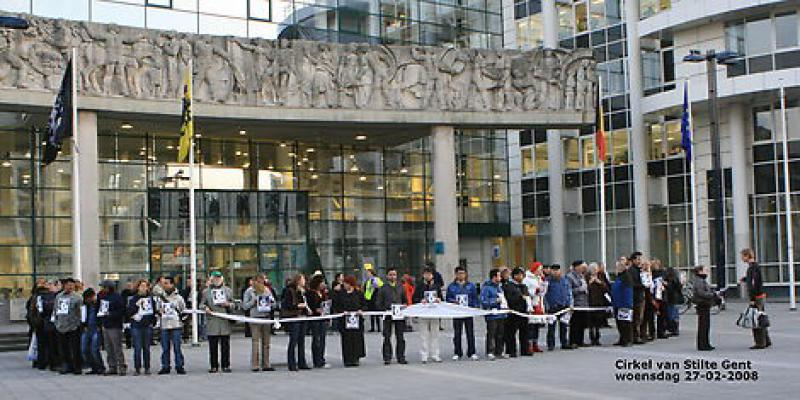 Cirkel van Stilte Gent
woensdag 27-02-2008